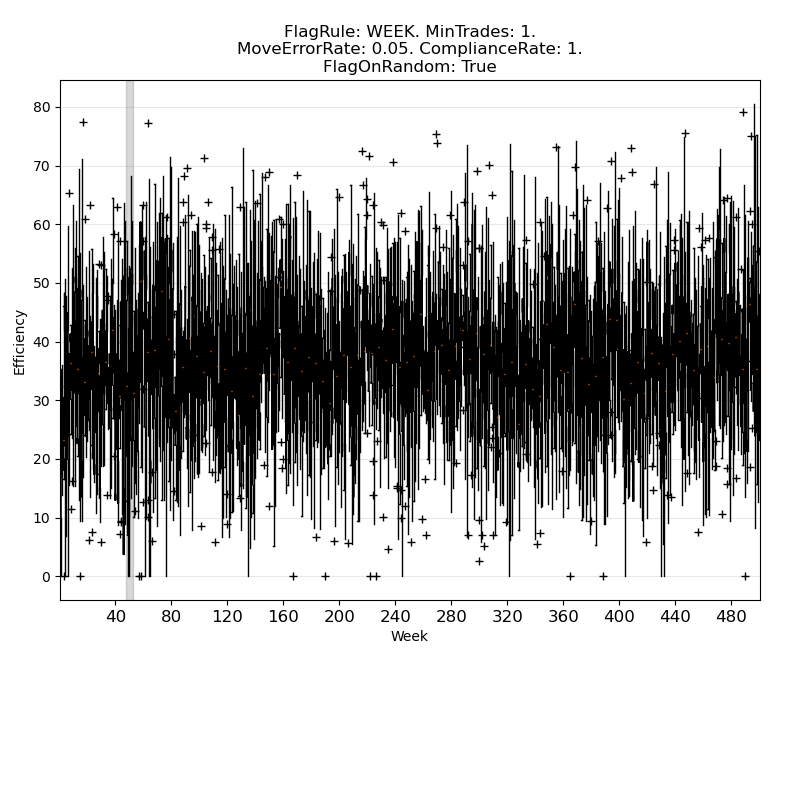 FlagRule: WEEK. MinTrades: 1.
MoveErrorRate: 0.05. ComplianceRate: 1.
FlagOnRandom: True
80
70
60
50
40
30
20
10
0
Efficiency
40 80 120 160 200 240 280 320 360 400 440 480
Week